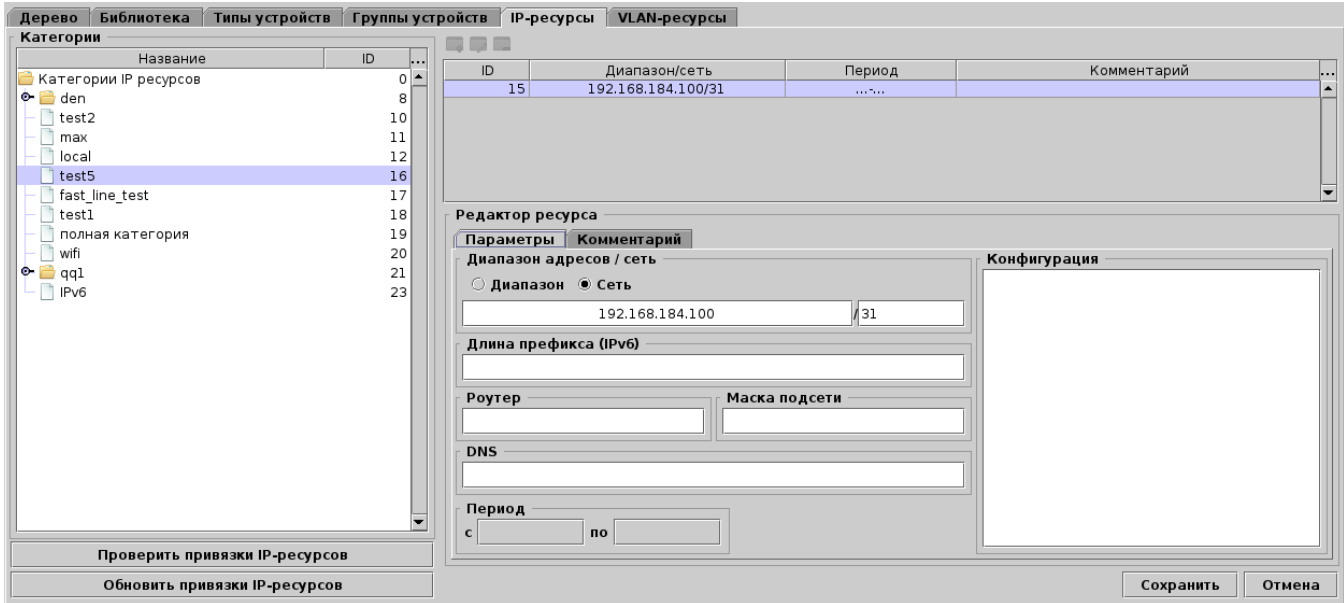 Дерево Библиотека Типы устройств Группы устройств IP-ресурсы VLAN-ресурсы
Категории
Название ID ...
Категории IP ресурсов 0
den 8
test2 10
max 11
local 12
test5 16
fast_line_test 17
test1 18
полная категория 19
wifi 20
qq1 21
IPv6 23
Проверить привязки IP-ресурсов
Обновить привязки IP-ресурсов
ID Диапазон/сеть Период Комментарий ...
15 192.168.184.100/31 ...-...
Редактор ресурса
Параметры Комментарий
Диапазон адресов / сеть
Диапазон Сеть
192.168.184.100 / 31
Длина префикса (IPv6)
Роутер Маска подсети
DNS
Период
с по
Конфигурация
Сохранить Отмена